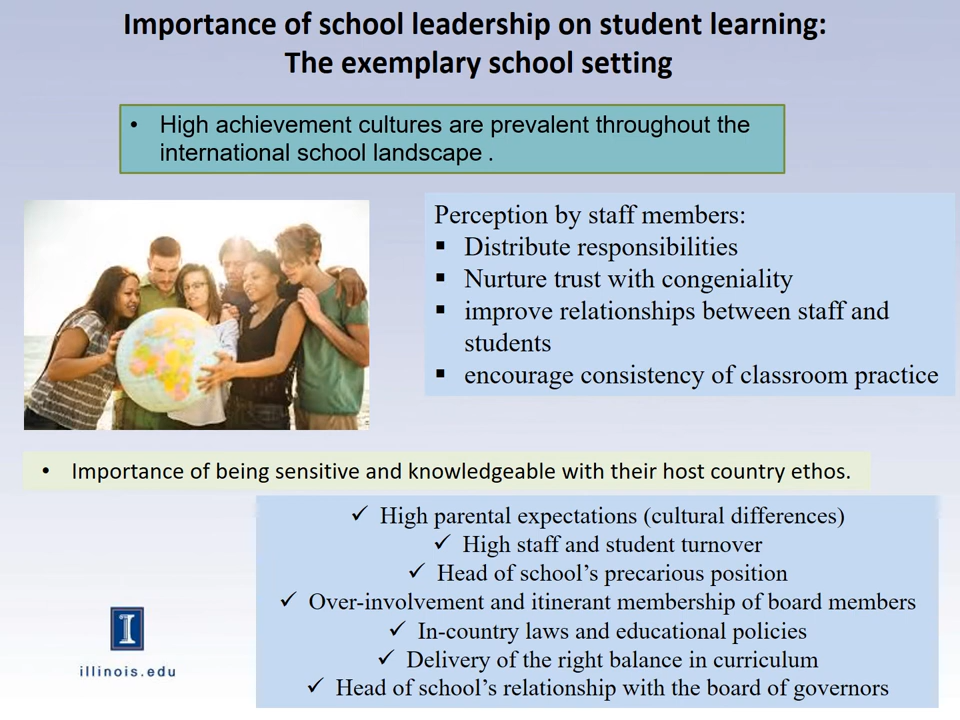 Importance of school leadership on student learning:
The exemplary school setting
• High achievement cultures are prevalent throughout the
international school landscape .
Perception by staff members:
▪ Distribute responsibilities
▪ Nurture trust with congeniality
▪ improve relationships between staff and
students
▪ encourage consistency of classroom practice
• Importance of being sensitive and knowledgeable with their host country ethos.
✓ High parental expectations (cultural differences)
✓ High staff and student turnover
✓ Head of school’s precarious position
✓ Over-involvement and itinerant membership of board members
✓ In-country laws and educational policies
✓ Delivery of the right balance in curriculum
✓ Head of school’s relationship with the board of governors
I
illinois.edu